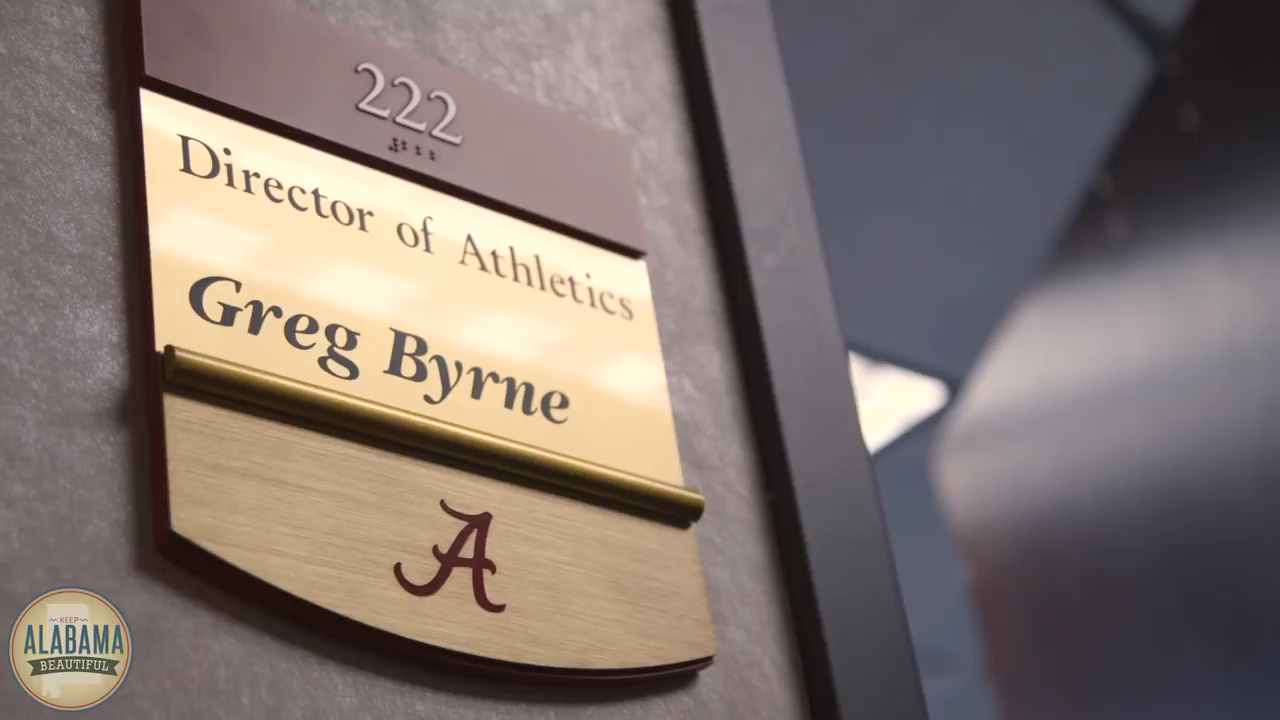 222
Director of Athletics
Greg Byrne
A
KEEP
ALABAMA
BEAUTIFUL